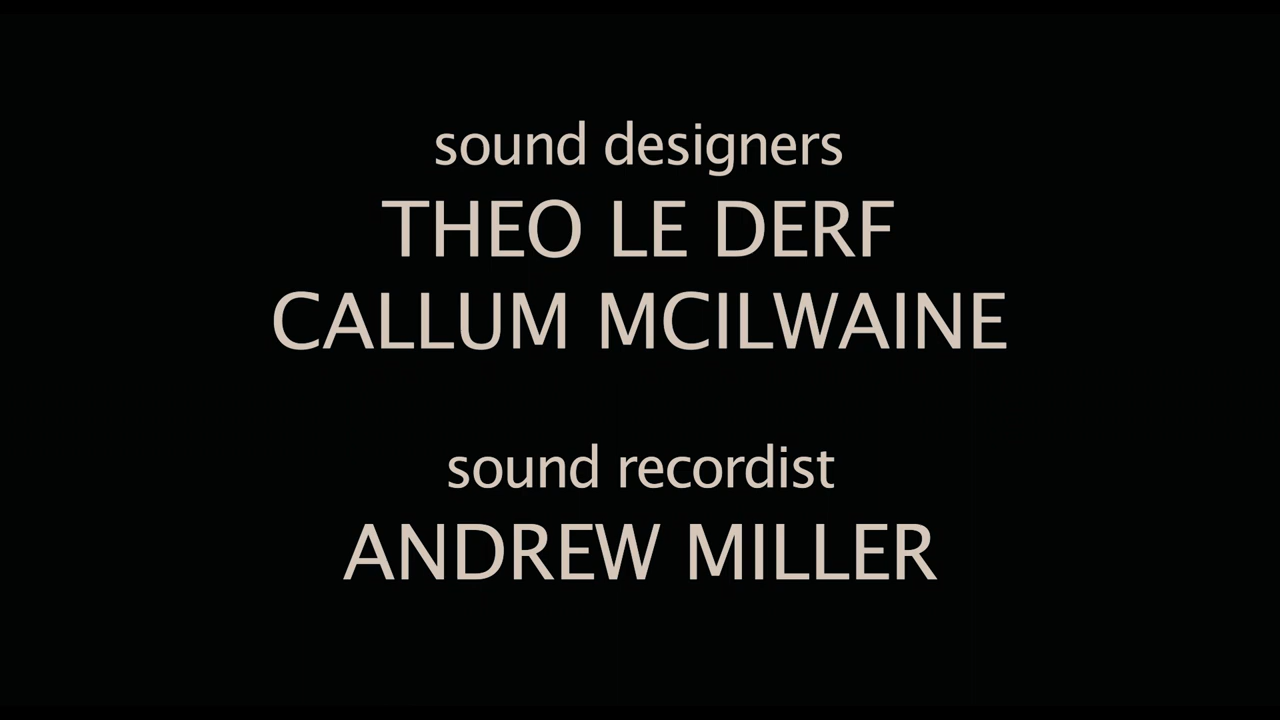 sound designers
THEO LE DERF
CALLUM MCILWAINE
sound recordist
ANDREW MILLER